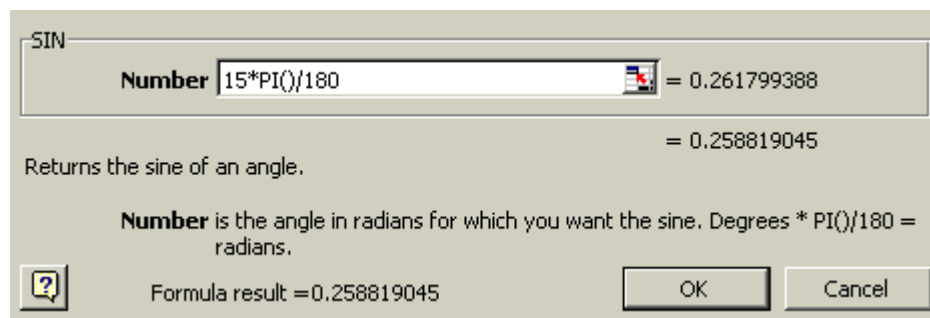 SIN
Number 15*PI()/180 = 0.261799388
= 0.258819045
Returns the sine of an angle.
Number is the angle in radians for which you want the sine. Degrees * PI()/180 =
radians.
? Formula result =0.258819045 OK Cancel